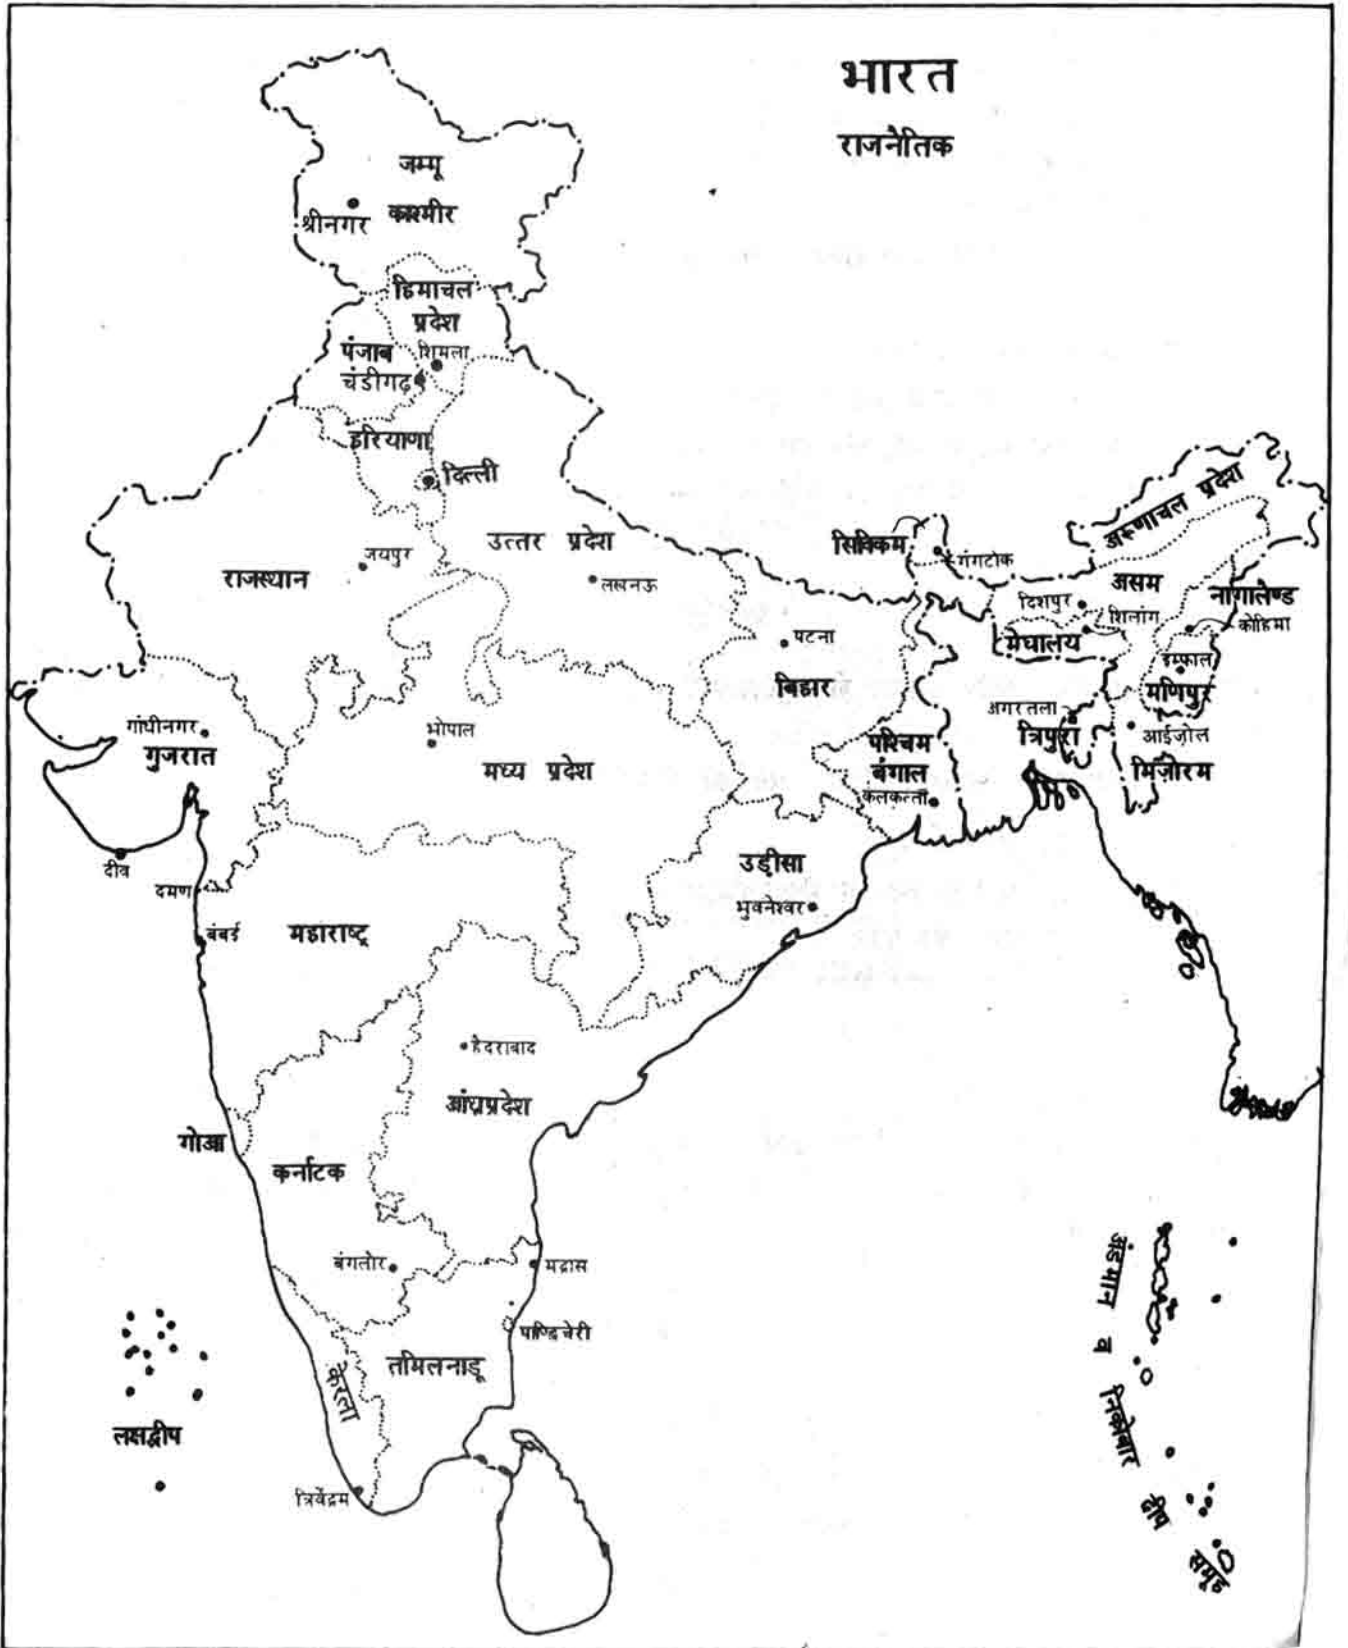 भारत
राजनैतिक
जम्मू
काश्मीर
श्रीनगर
हिमाचल
प्रदेश
पंजाब
शिमला
चंडीगढ़
हरियाणा
दिल्ली
उत्तर प्रदेश
जयपुर
राजस्थान
लखनऊ
सिक्किम
गंगटोक
अरूणाचल प्रदेश
असम
दिशपुर
शिलांग
नागालैण्ड
कोहिमा
मेघालय
इम्फाल
मणिपुर
पटना
बिहार
अगरतला
त्रिपुरा
आईज़ोल
मिज़ोरम
गांधीनगर
गुजरात
भोपाल
मध्य प्रदेश
पश्चिम
बंगाल
कलकत्ता
दीव
दमण
उड़ीसा
भुवनेश्वर
बंबई
महाराष्ट्र
हैदराबाद
आंध्रप्रदेश
गोआ
कर्नाटक
बंगलोर
मद्रास
पाण्डिचेरी
तमिलनाडू
केरला
त्रिवेंद्रम
लक्षद्वीप
अंडमान व निकोबार द्वीप समूह